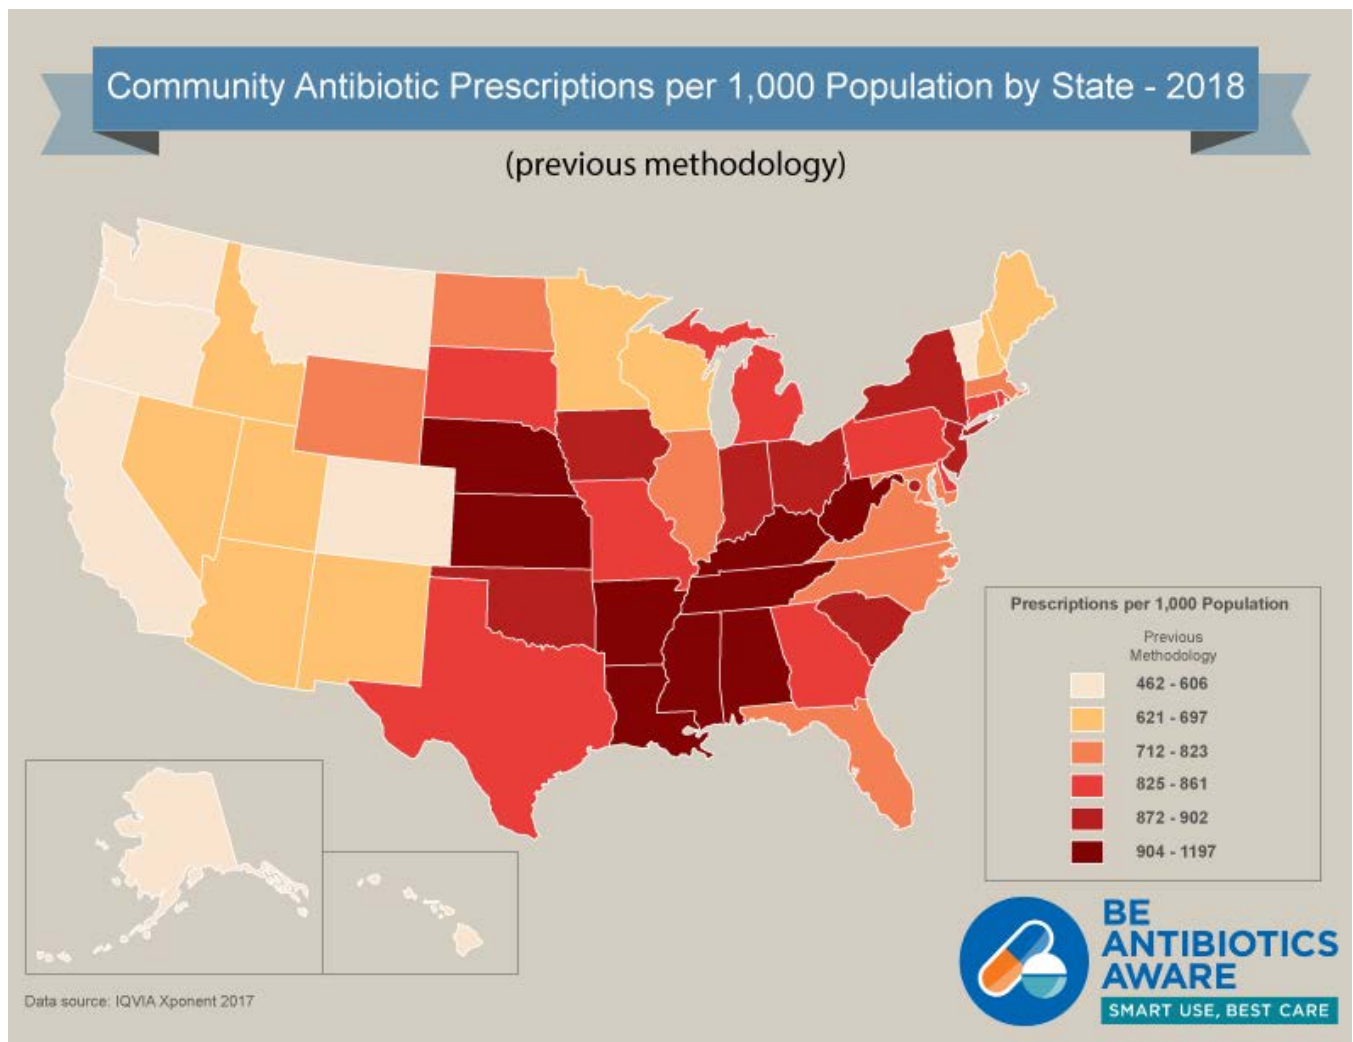 Community Antibiotic Prescriptions per 1,000 Population by State - 2018
(previous methodology)
Prescriptions per 1,000 Population
Previous
Methodology
462 - 606
621 - 697
712 - 823
825 - 861
872 - 902
904 - 1197
Data source: IQVIA Xponent 2017
BE
ANTIBIOTICS
AWARE
SMART USE, BEST CARE